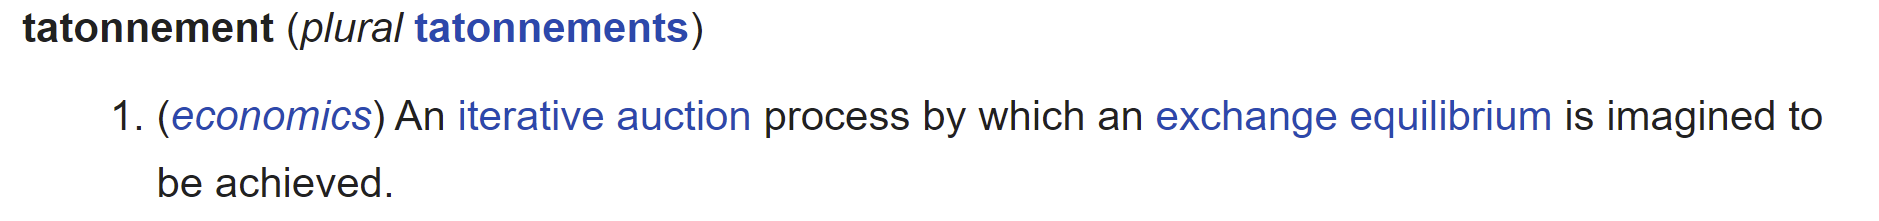 tatonnement (plural tatonnements)
1. (economics) An iterative auction process by which an exchange equilibrium is imagined to
be achieved.